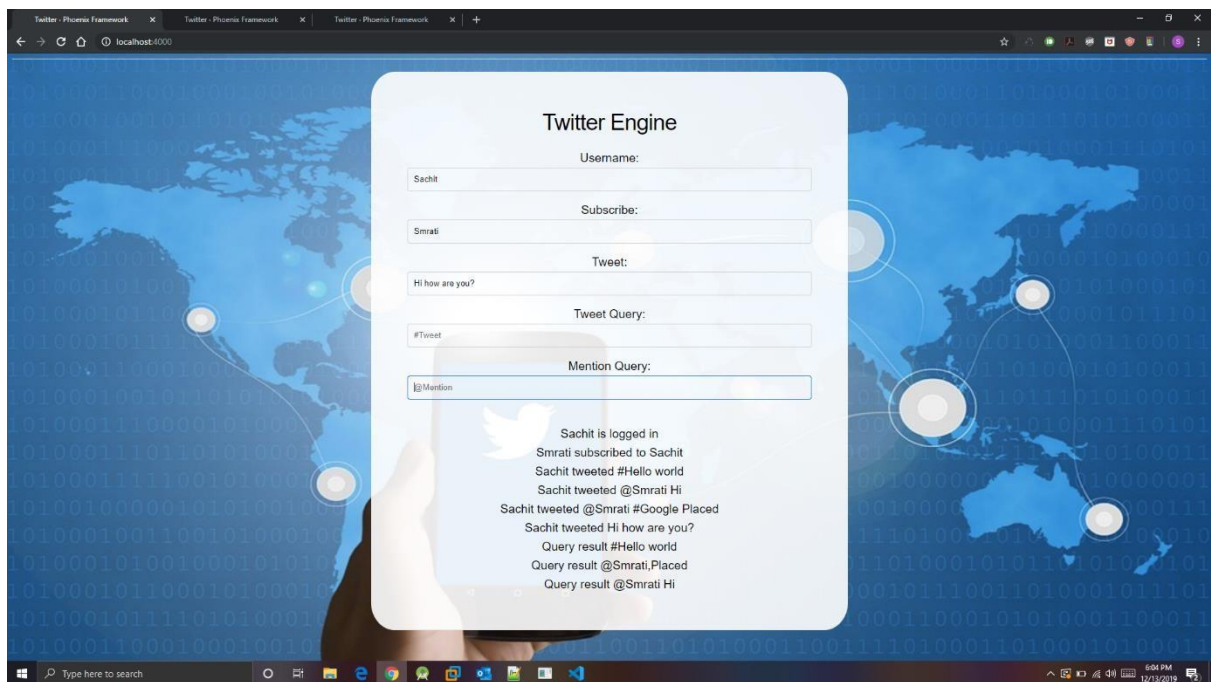 Twitter - Phoenix Framework
Twitter - Phoenix Framework
Twitter - Phoenix Framework
localhost:4000
Twitter Engine
Username:
Sachit
Subscribe:
Smrati
Tweet:
Hi how are you?
Tweet Query:
#Tweet
Mention Query:
@Mention
Sachit is logged in
Smrati subscribed to Sachit
Sachit tweeted #Hello world
Sachit tweeted @Smrati Hi
Sachit tweeted @Smrati #Google Placed
Sachit tweeted Hi how are you?
Query result #Hello world
Query result @Smrati,Placed
Query result @Smrati Hi
Type here to search
6:04 PM
12/13/2019